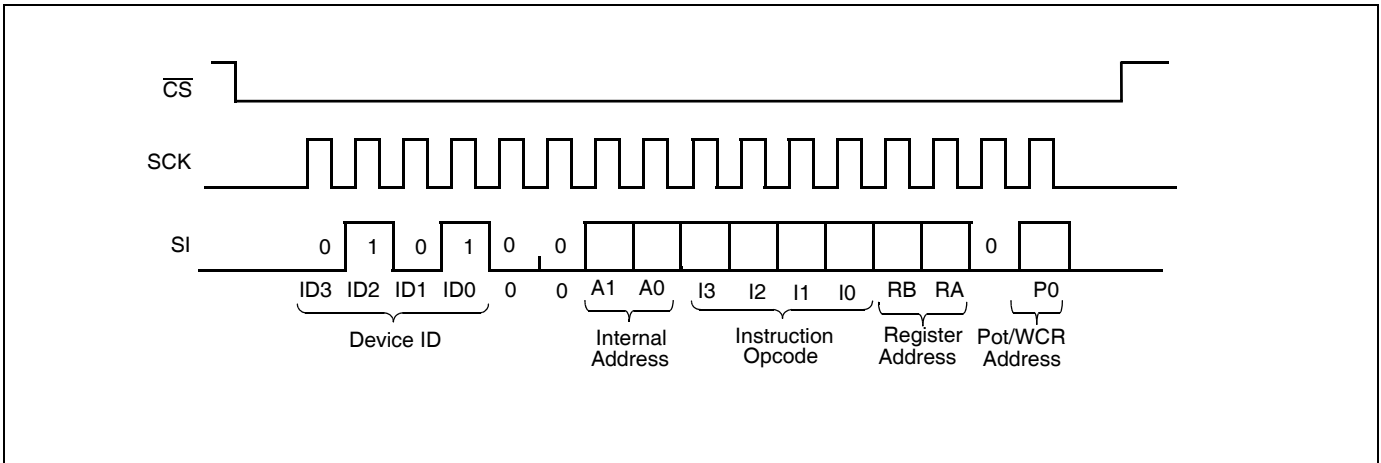 CS
SCK
SI 0 1 0 1 0 0 0
ID3 ID2 ID1 ID0 0 0 A1 A0 I3 I2 I1 I0 RB RA P0
Device ID
Internal Address
Instruction Opcode
Register Address
Pot/WCR Address